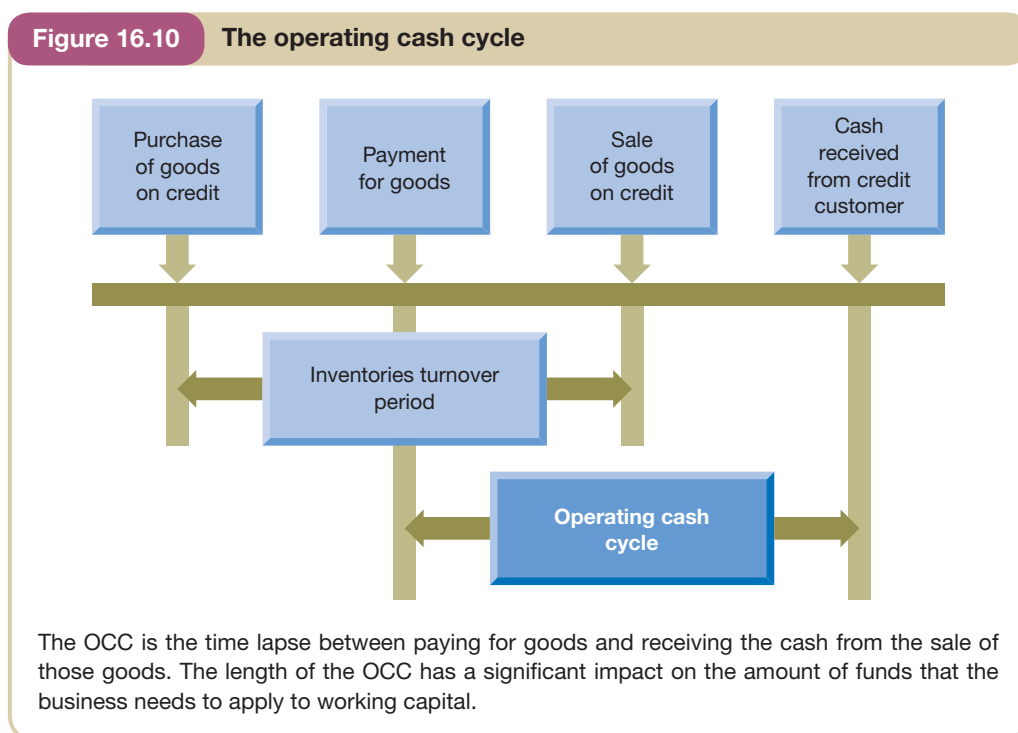 Figure 16.10 The operating cash cycle
Purchase
of goods
on credit
Payment
for goods
Sale
of goods
on credit
Cash
received
from credit
customer
Inventories turnover
period
Operating cash
cycle
The OCC is the time lapse between paying for goods and receiving the cash from the sale of
those goods. The length of the OCC has a significant impact on the amount of funds that the
business needs to apply to working capital.